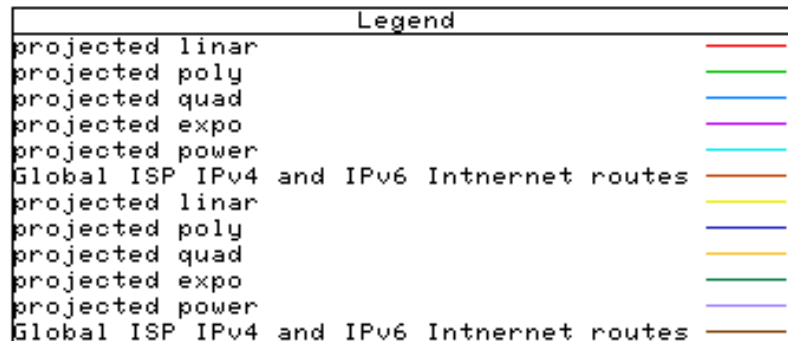 Legend
projected linar
projected poly
projected quad
projected expo
projected power
Global ISP IPv4 and IPv6 Intnernet routes
projected linar
projected poly
projected quad
projected expo
projected power
Global ISP IPv4 and IPv6 Intnernet routes